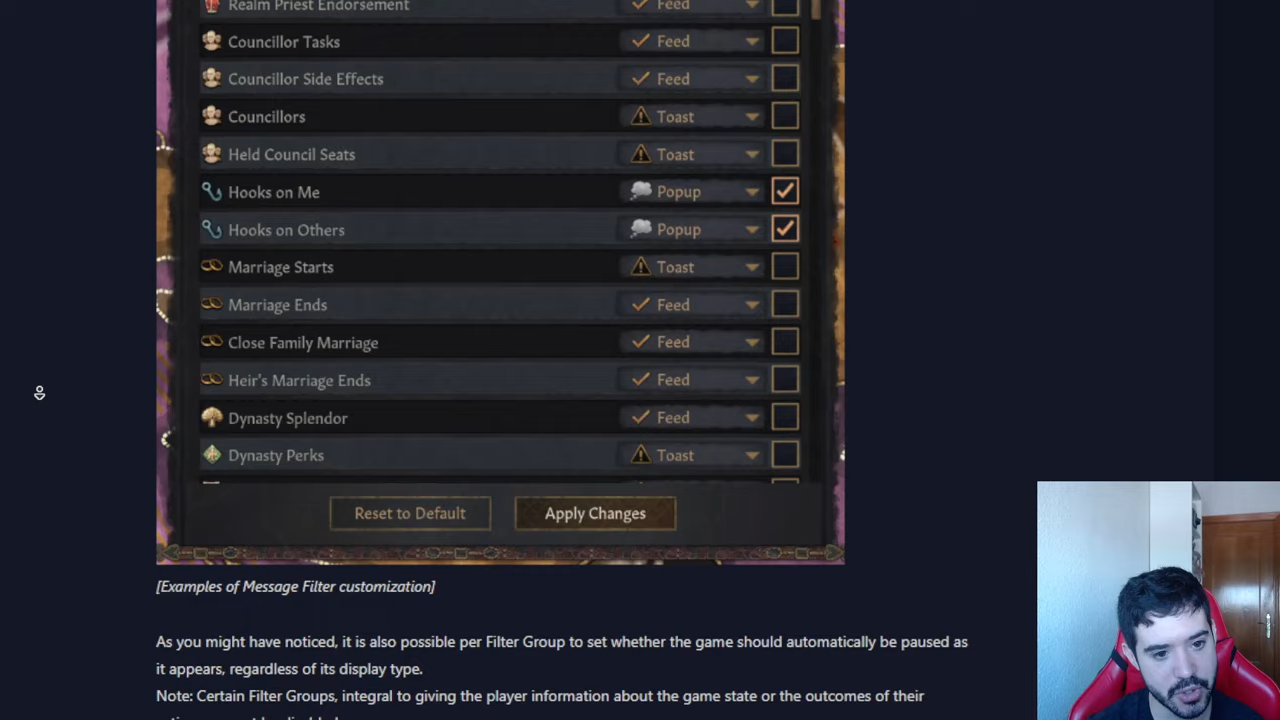 Realm Priest Endorsement Feed
Councillor Tasks Feed
Councillor Side Effects Feed
Councillors Toast
Held Council Seats Toast
Hooks on Me Popup
Hooks on Others Popup
Marriage Starts Toast
Marriage Ends Feed
Close Family Marriage Feed
Heir's Marriage Ends Feed
Dynasty Splendor Feed
Dynasty Perks Toast
Reset to Default Apply Changes
[Examples of Message Filter customization]
As you might have noticed, it is also possible per Filter Group to set whether the game should automatically be paused as
it appears, regardless of its display type.
Note: Certain Filter Groups, integral to giving the player information about the game state or the outcomes of their